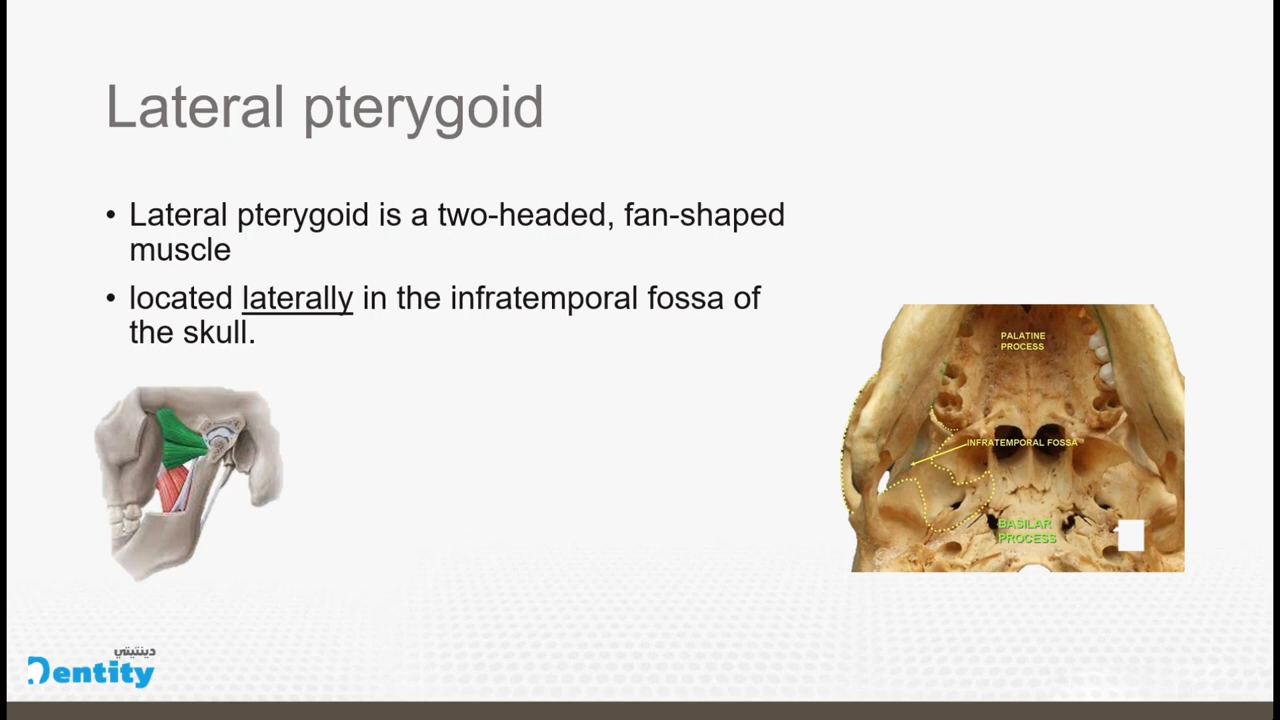 Lateral pterygoid
• Lateral pterygoid is a two-headed, fan-shaped
muscle
• located laterally in the infratemporal fossa of
the skull.
PALATINE
PROCESS
INFRATEMPORAL FOSSA
BASILAR
PROCESS
دينتيتي
Dentity